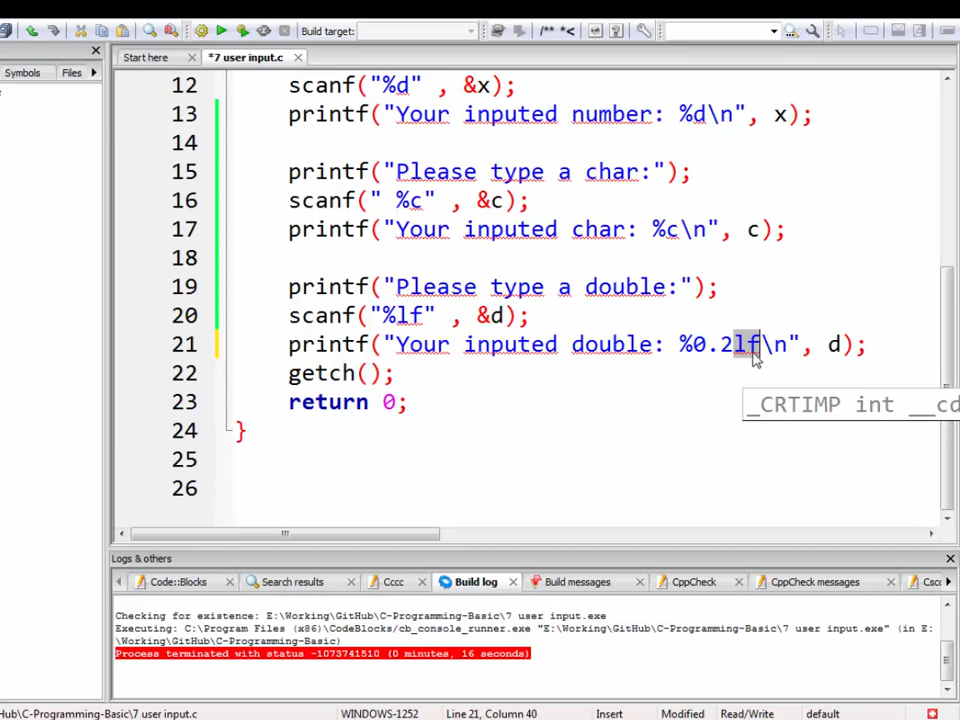 Build target:
Start here
*7 user input.c
Symbols
Files
12 scanf("%d" , &x);
13 printf("Your inputed number: %d\n", x);
14
15 printf("Please type a char:");
16 scanf(" %c" , &c);
17 printf("Your inputed char: %c\n", c);
18
19 printf("Please type a double:");
20 scanf("%lf" , &d);
21 printf("Your inputed double: %0.2lf\n", d);
22 getch();
_CRTIMP int __cd
23 return 0;
24 }
25
26
Logs & others
Code::Blocks
Search results
Cccc
Build log
Build messages
CppCheck
CppCheck messages
Csco
Checking for existence: E:\Working\GitHub\C-Programming-Basic\7 user input.exe
Executing: C:\Program Files (x86)\CodeBlocks/cb_console_runner.exe "E:\Working\GitHub\C-Programming-Basic\7 user input.exe" (in E:
\Working\GitHub\C-Programming-Basic)
Process terminated with status -1073741510 (0 minutes, 16 seconds)
Hub\C-Programming-Basic\7 user input.c
WINDOWS-1252
Line 21, Column 40
Insert
Modified
Read/Write
default